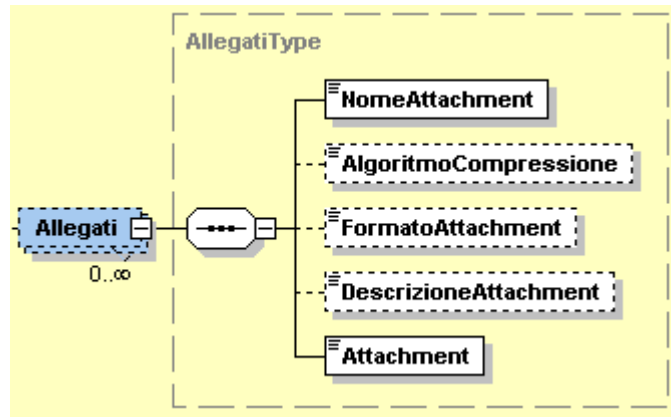 AllegatiType
NomeAttachment
AlgoritmoCompressione
FormatoAttachment
Allegati
0..∞
DescrizioneAttachment
Attachment